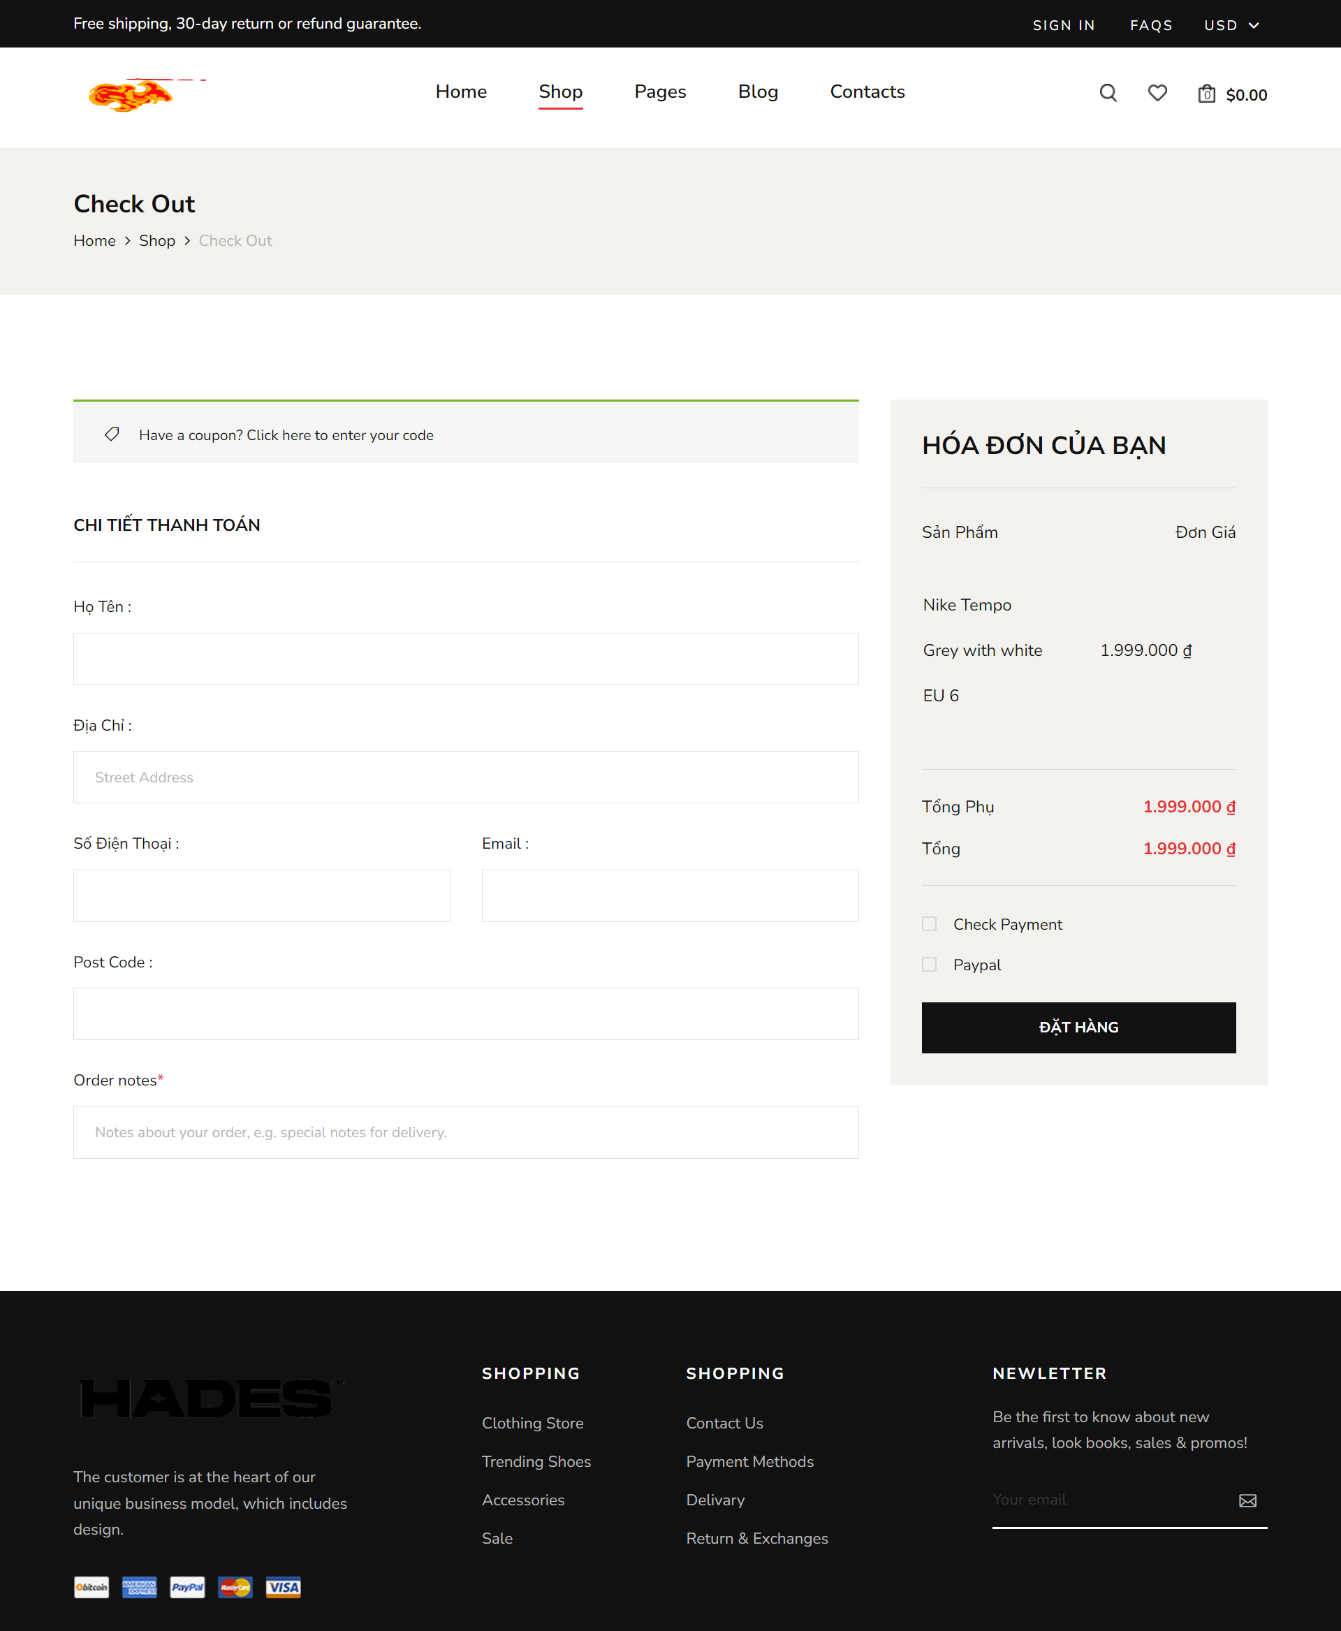 Free shipping, 30-day return or refund guarantee.
SIGN IN
FAQS
USD
Home
Shop
Pages
Blog
Contacts
0
$0.00
Check Out
Home > Shop > Check Out
Have a coupon? Click here to enter your code
CHI TIẾT THANH TOÁN
Họ Tên :
Địa Chỉ :
Street Address
Số Điện Thoại :
Email :
Post Code :
Order notes*
Notes about your order, e.g. special notes for delivery.
HÓA ĐƠN CỦA BẠN
Sản Phẩm
Đơn Giá
Nike Tempo
Grey with white
1.999.000 ₫
EU 6
Tổng Phụ
1.999.000 ₫
Tổng
1.999.000 ₫
Check Payment
Paypal
ĐẶT HÀNG
HADES
The customer is at the heart of our
unique business model, which includes
design.
bitcoin
AMERICAN EXPRESS
PayPal
MasterCard
VISA
SHOPPING
Clothing Store
Trending Shoes
Accessories
Sale
SHOPPING
Contact Us
Payment Methods
Delivary
Return & Exchanges
NEWLETTER
Be the first to know about new
arrivals, look books, sales & promos!
Your email